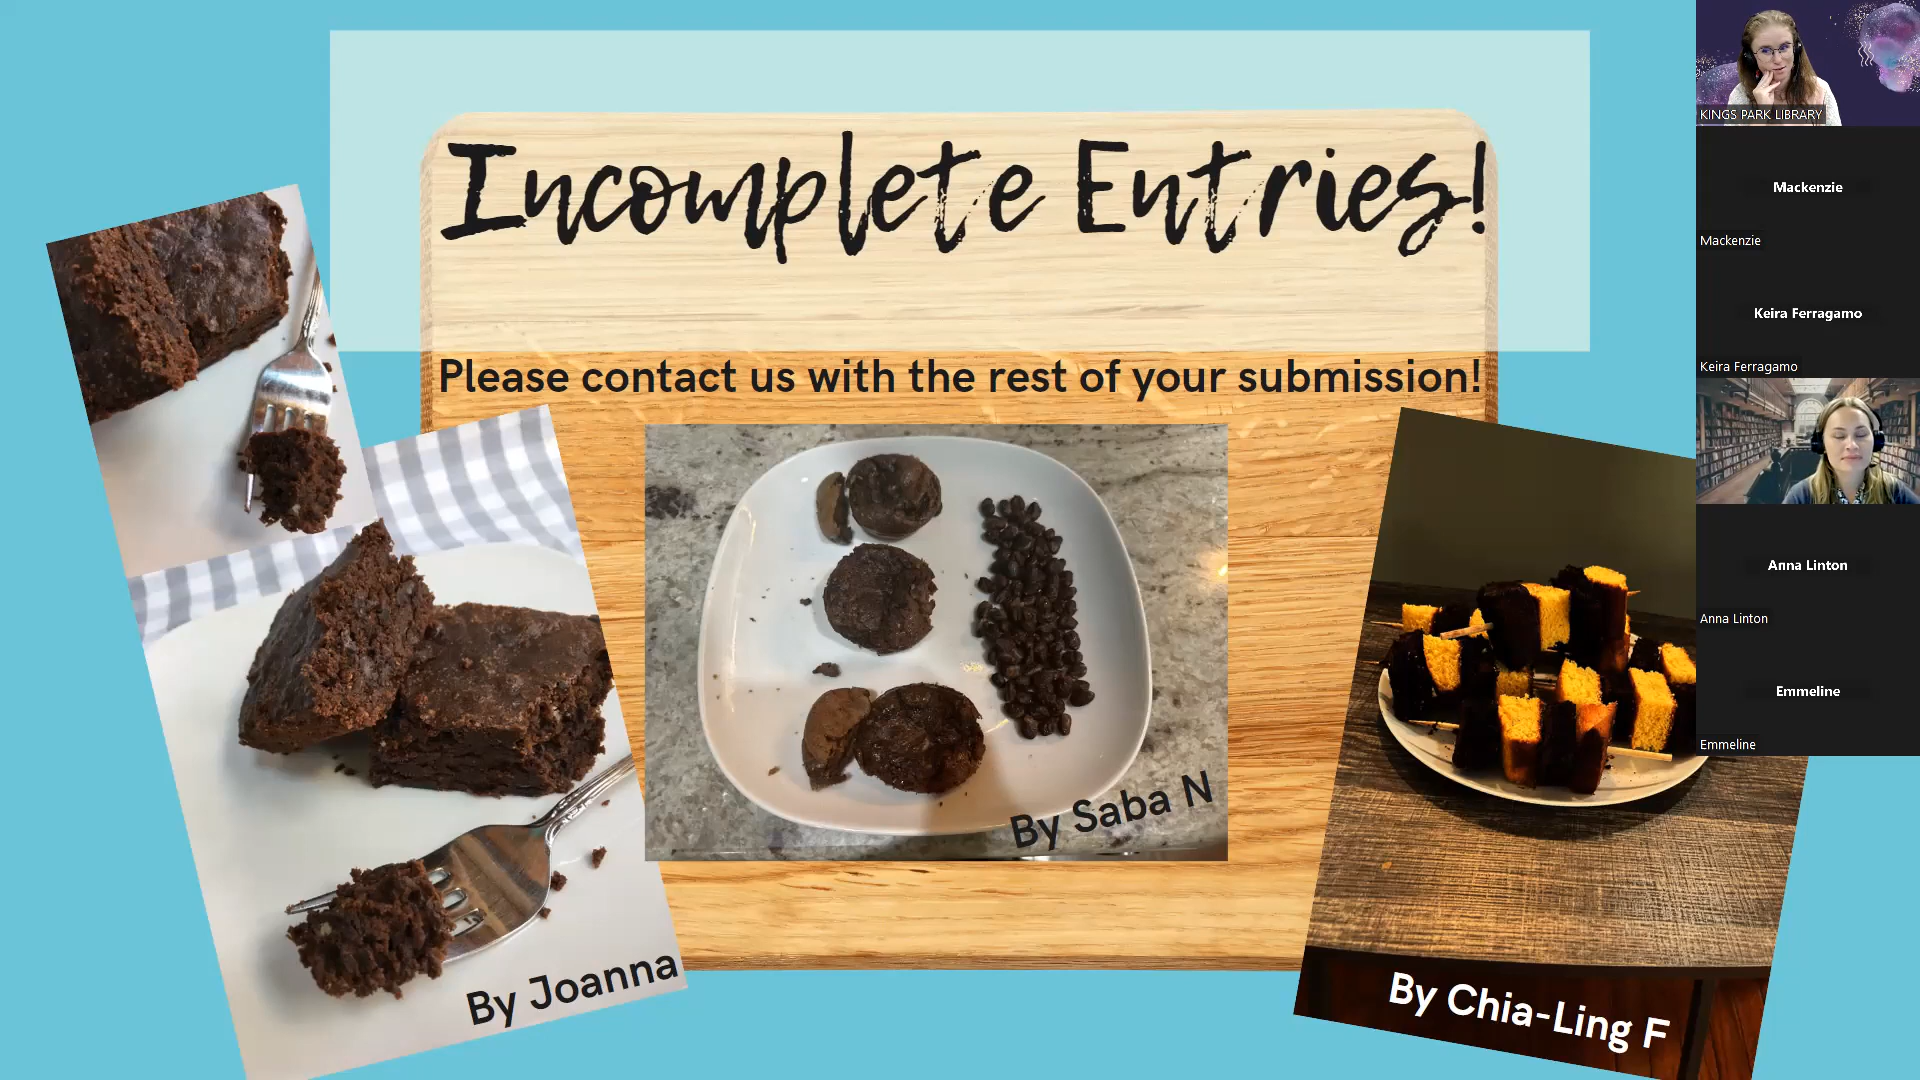 Incomplete Entries!
Please contact us with the rest of your submission!
By Joanna
By Saba N
By Chia-Ling F
KINGS PARK LIBRARY
Mackenzie
Mackenzie
Keira Ferragamo
Keira Ferragamo
Anna Linton
Anna Linton
Emmeline
Emmeline